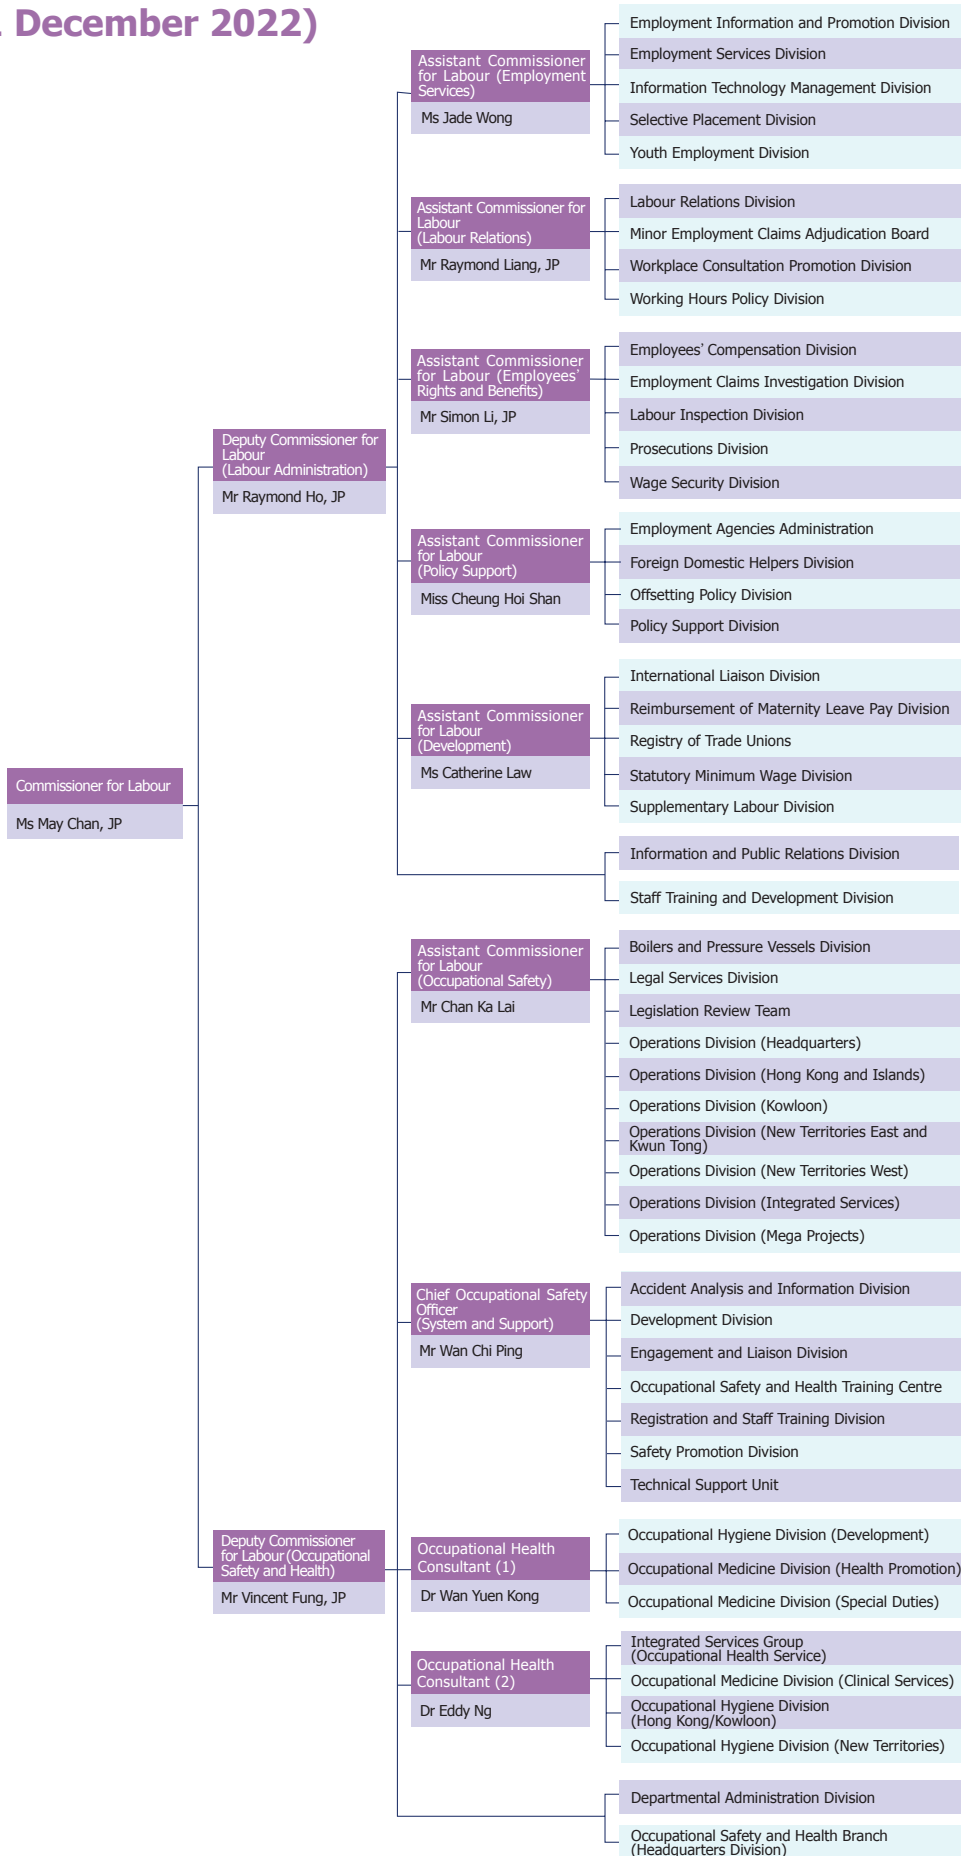 December 2022)
Employment Information and Promotion Division
Employment Services Division
Information Technology Management Division
Selective Placement Division
Youth Employment Division
Assistant Commissioner
for Labour (Employment
Services)
Ms Jade Wong
Labour Relations Division
Minor Employment Claims Adjudication Board
Workplace Consultation Promotion Division
Working Hours Policy Division
Assistant Commissioner for
Labour
(Labour Relations)
Mr Raymond Liang, JP
Employees’ Compensation Division
Employment Claims Investigation Division
Labour Inspection Division
Prosecutions Division
Wage Security Division
Assistant Commissioner
for Labour (Employees’
Rights and Benefits)
Mr Simon Li, JP
Deputy Commissioner for
Labour
(Labour Administration)
Mr Raymond Ho, JP
Employment Agencies Administration
Foreign Domestic Helpers Division
Offsetting Policy Division
Policy Support Division
Assistant Commissioner
for Labour
(Policy Support)
Miss Cheung Hoi Shan
International Liaison Division
Reimbursement of Maternity Leave Pay Division
Registry of Trade Unions
Statutory Minimum Wage Division
Supplementary Labour Division
Assistant Commissioner
for Labour
(Development)
Ms Catherine Law
Commissioner for Labour
Ms May Chan, JP
Information and Public Relations Division
Staff Training and Development Division
Assistant Commissioner
for Labour
(Occupational Safety)
Mr Chan Ka Lai
Boilers and Pressure Vessels Division
Legal Services Division
Legislation Review Team
Operations Division (Headquarters)
Operations Division (Hong Kong and Islands)
Operations Division (Kowloon)
Operations Division (New Territories East and
Kwun Tong)
Operations Division (New Territories West)
Operations Division (Integrated Services)
Operations Division (Mega Projects)
Chief Occupational Safety
Officer
(System and Support)
Mr Wan Chi Ping
Accident Analysis and Information Division
Development Division
Engagement and Liaison Division
Occupational Safety and Health Training Centre
Registration and Staff Training Division
Safety Promotion Division
Technical Support Unit
Deputy Commissioner
for Labour (Occupational
Safety and Health)
Mr Vincent Fung, JP
Occupational Health
Consultant (1)
Dr Wan Yuen Kong
Occupational Hygiene Division (Development)
Occupational Medicine Division (Health Promotion)
Occupational Medicine Division (Special Duties)
Occupational Health
Consultant (2)
Dr Eddy Ng
Integrated Services Group
(Occupational Health Service)
Occupational Medicine Division (Clinical Services)
Occupational Hygiene Division
(Hong Kong/Kowloon)
Occupational Hygiene Division (New Territories)
Departmental Administration Division
Occupational Safety and Health Branch
(Headquarters Division)